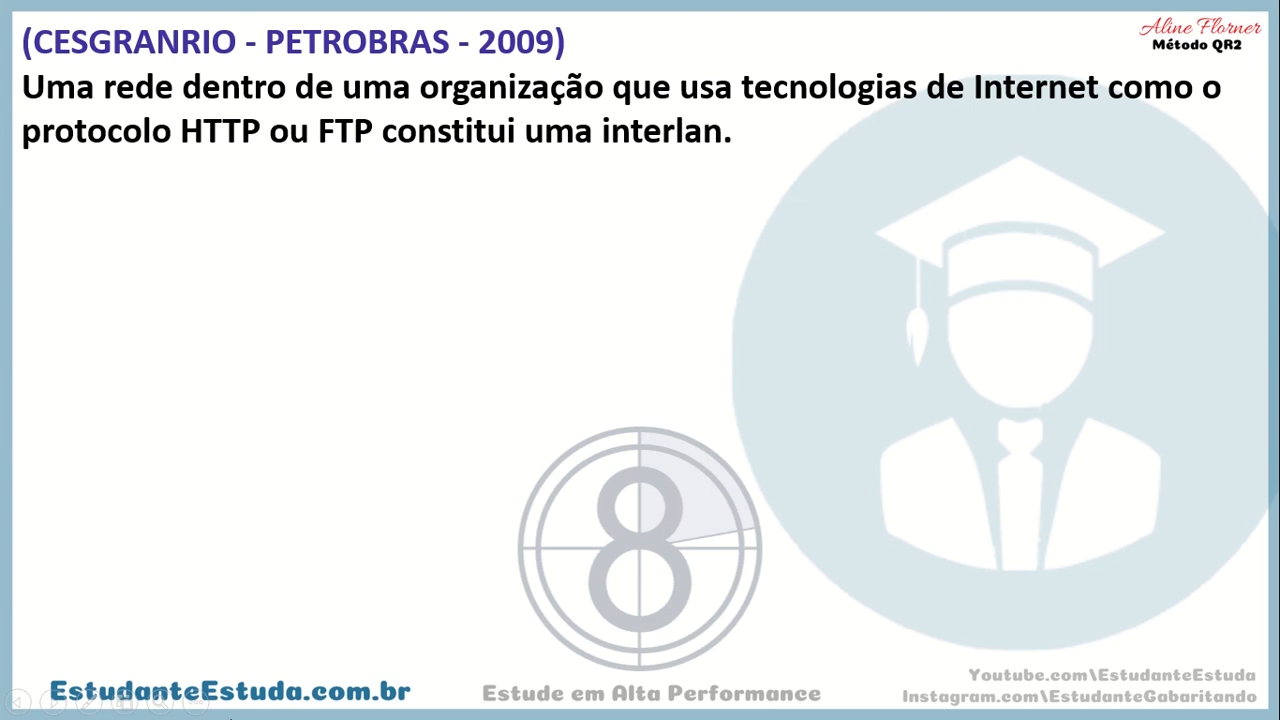 (CESGRANRIO - PETROBRAS - 2009)
Aline Florner
Método QR2
Uma rede dentro de uma organização que usa tecnologias de Internet como o
protocolo HTTP ou FTP constitui uma interlan.
8
EstudanteEstuda.com.br
Estude em Alta Performance
Youtube.com\EstudanteEstuda
Instagram.com\EstudanteGabaritando